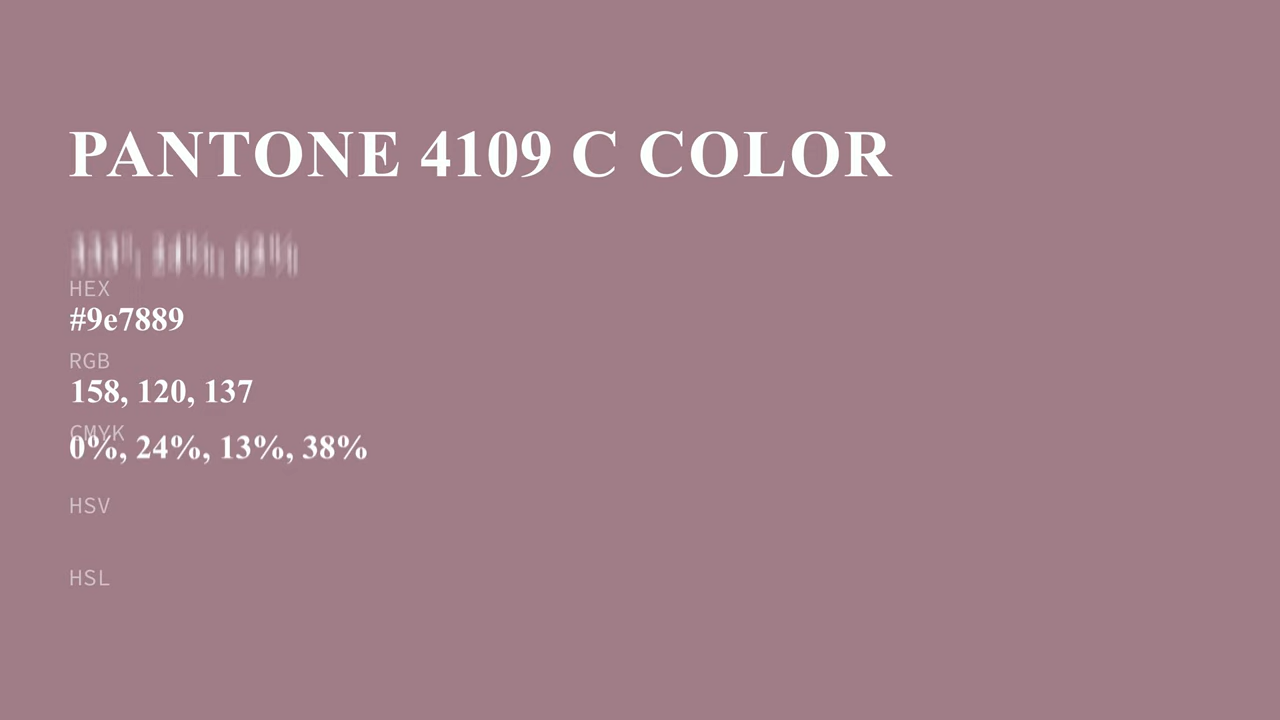 PANTONE 4109 C COLOR
HEX
#9e7889
RGB
158, 120, 137
CMYK
0%, 24%, 13%, 38%
HSV
HSL